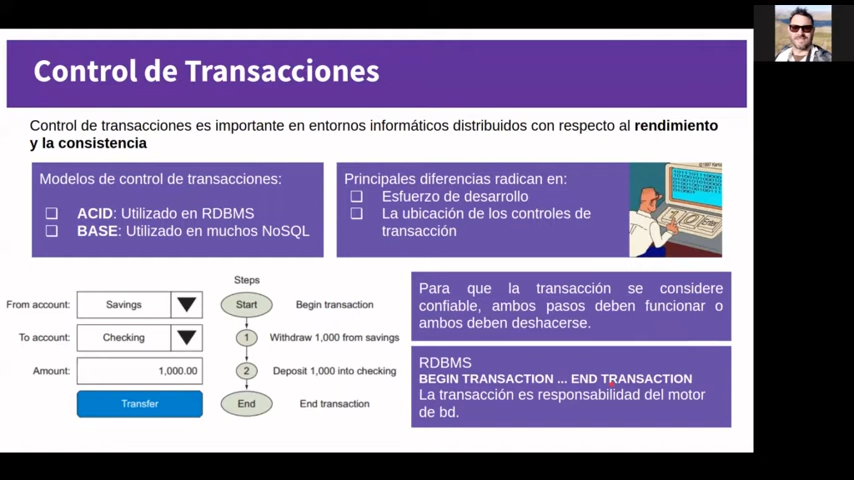 Control de Transacciones
Control de transacciones es importante en entornos informáticos distribuidos con respecto al rendimiento
y la consistencia
Modelos de control de transacciones:
❏ ACID: Utilizado en RDBMS
❏ BASE: Utilizado en muchos NoSQL
Principales diferencias radican en:
❏ Esfuerzo de desarrollo
❏ La ubicación de los controles de
transacción
From account: Savings
To account: Checking
Amount: 1,000.00
Transfer
Steps
Start Begin transaction
1 Withdraw 1,000 from savings
2 Deposit 1,000 into checking
End End transaction
Para que la transacción se considere
confiable, ambos pasos deben funcionar o
ambos deben deshacerse.
RDBMS
BEGIN TRANSACTION ... END TRANSACTION
La transacción es responsabilidad del motor
de bd.